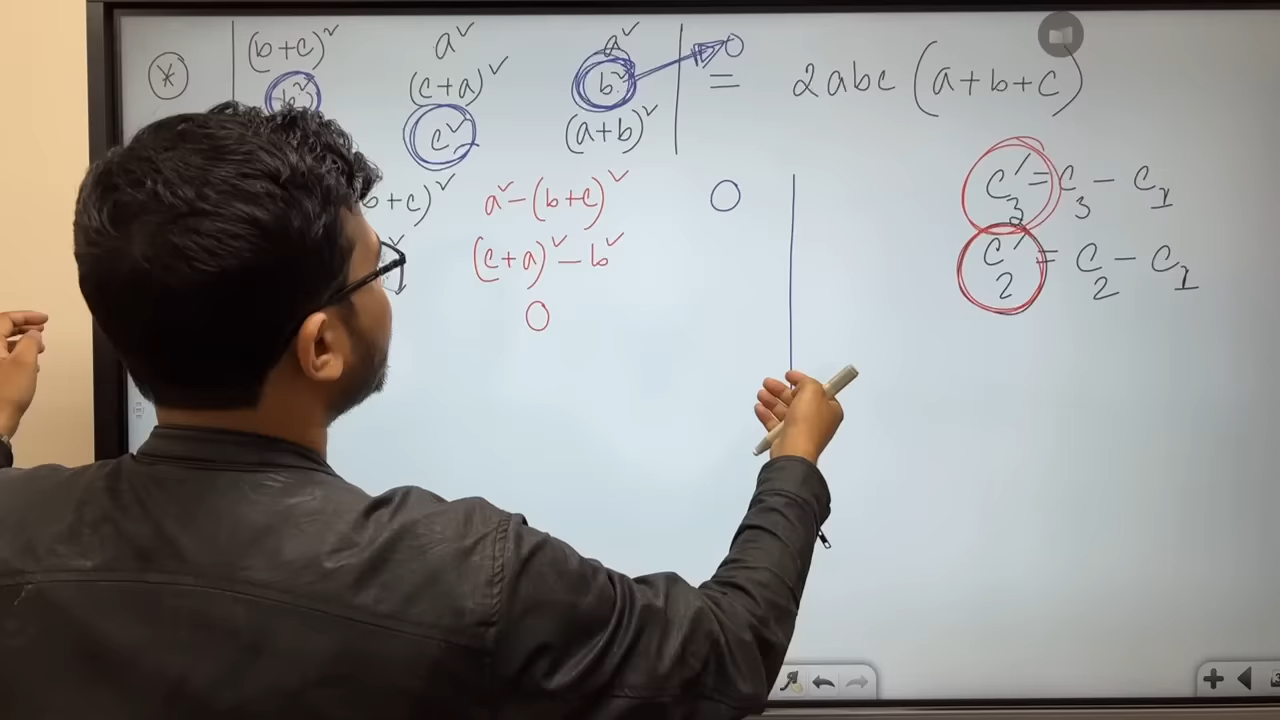 (b+c)² a² a² 0
* b² (c+a)² b² = 2abc (a+b+c)
c² (a+b)²
b+c)² a²-(b+c)² 0 c₃' = c₃ - c₁
(c+a)²-b² c₂' = c₂ - c₁
0